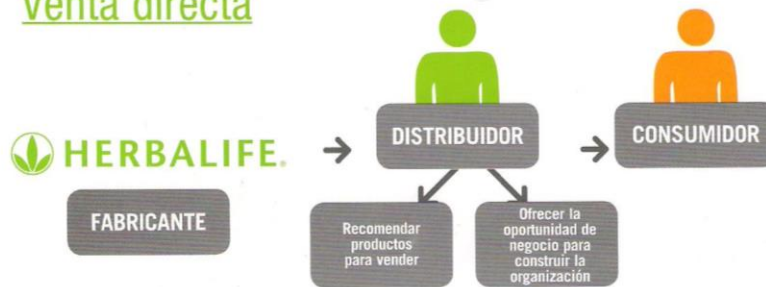 venta directa
HERBALIFE.
FABRICANTE
DISTRIBUIDOR
CONSUMIDOR
Recomendar
productos
para vender
Ofrecer la
oportunidad de
negocio para
construir la
organización